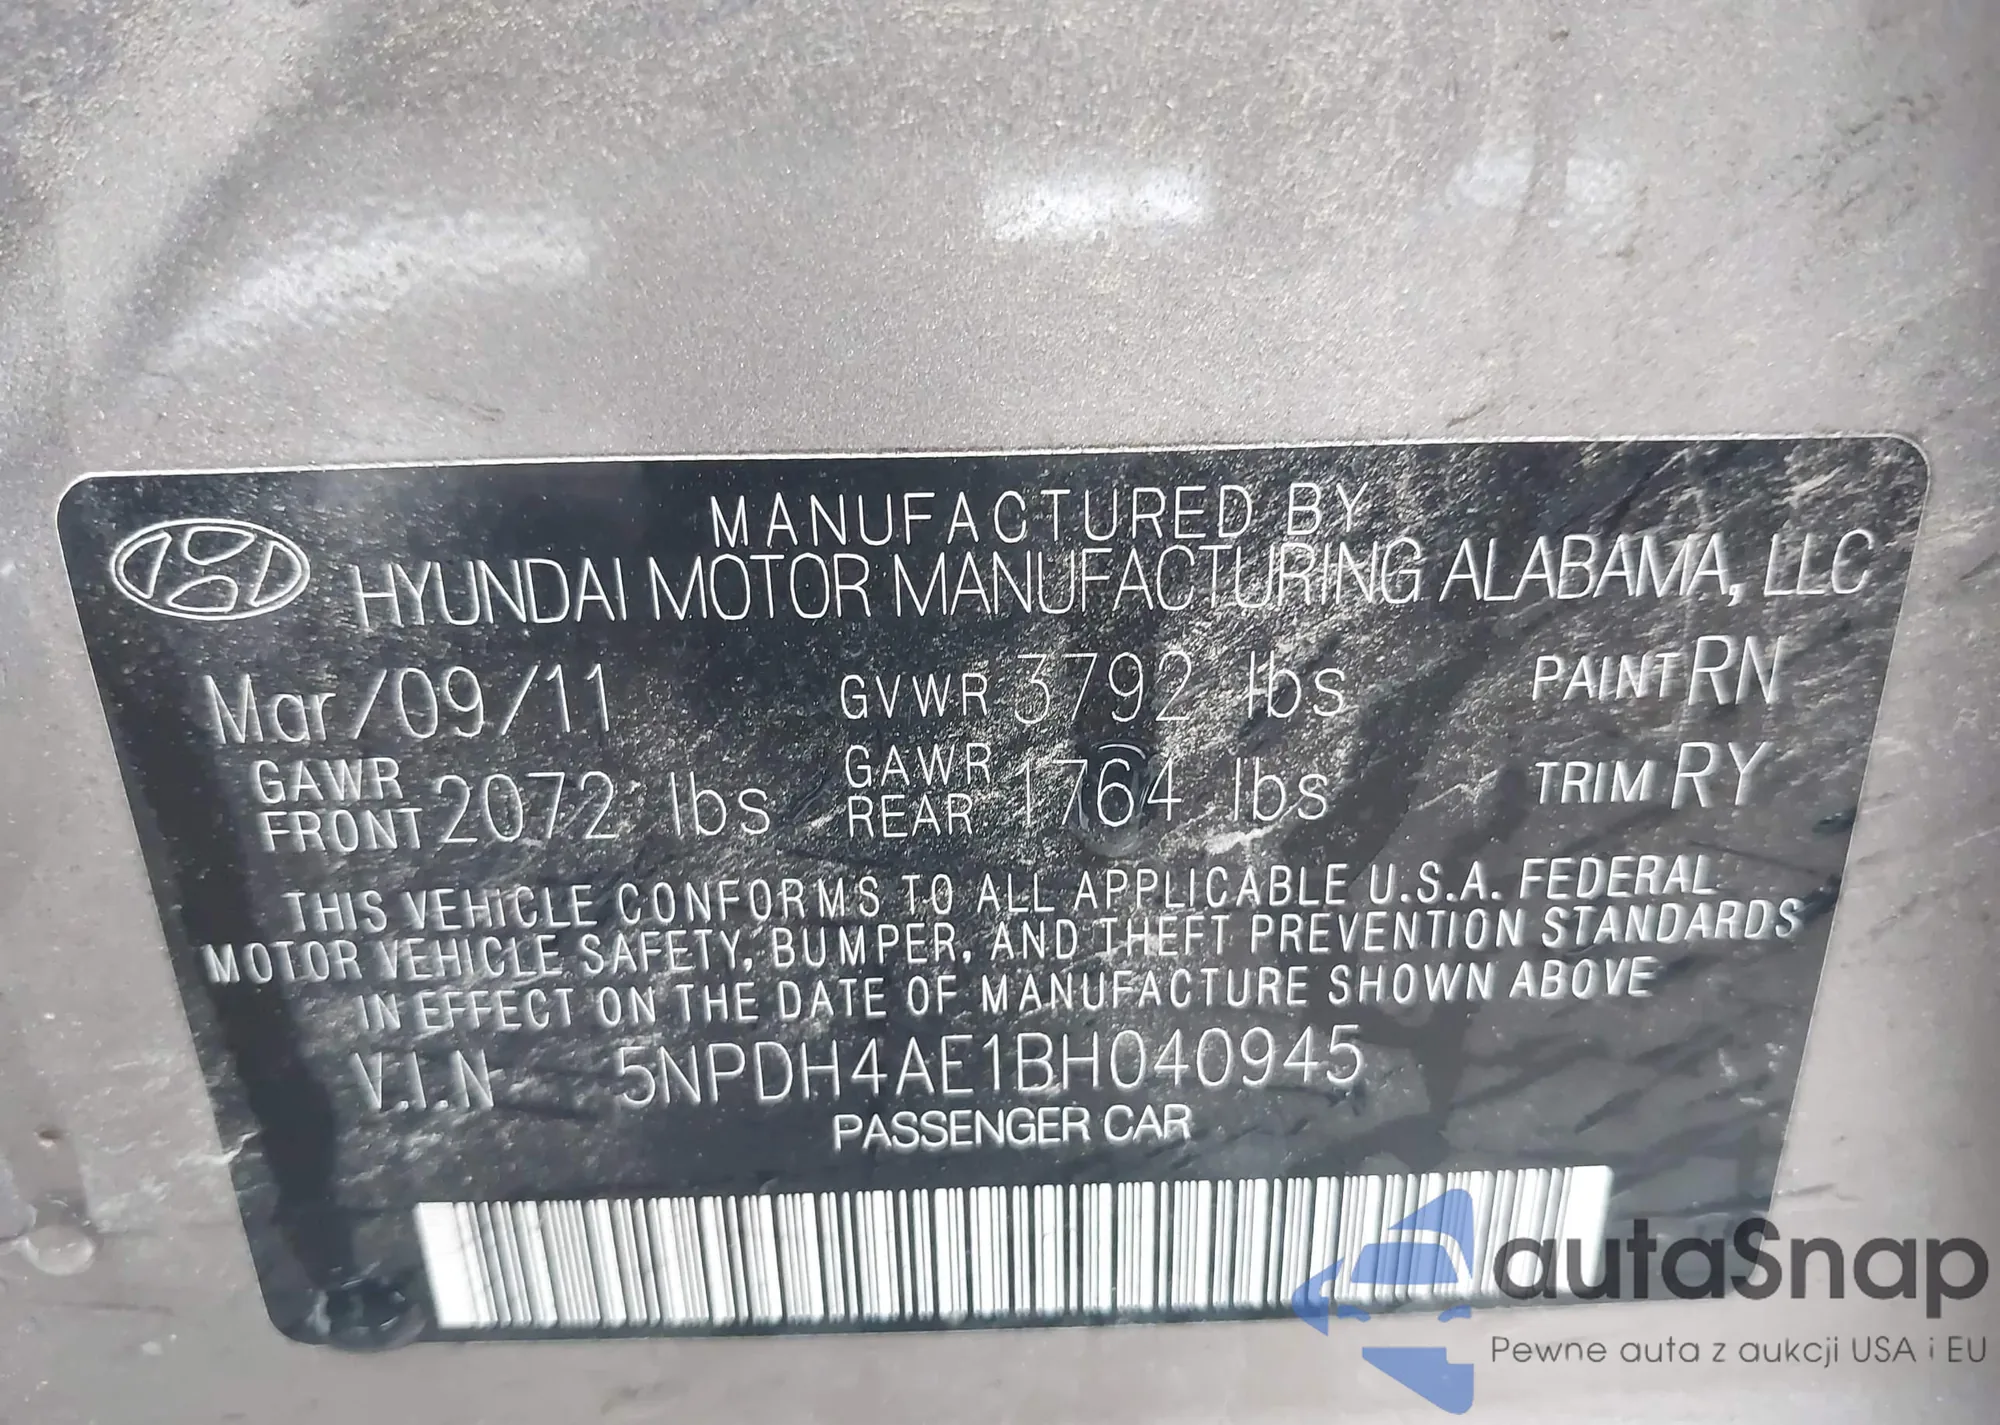 MANUFACTURED BY
HYUNDAI MOTOR MANUFACTURING ALABAMA, LLC
Mar/09/11 GVWR 3792 lbs PAINT RN
GAWR FRONT 2072 lbs GAWR REAR 1764 lbs TRIM RY
THIS VEHICLE CONFORMS TO ALL APPLICABLE U.S.A. FEDERAL
MOTOR VEHICLE SAFETY, BUMPER, AND THEFT PREVENTION STANDARDS
IN EFFECT ON THE DATE OF MANUFACTURE SHOWN ABOVE
V.I.N 5NPDH4AE1BH040945
PASSENGER CAR
autaSnap
Pewne auta z aukcji USA i EU